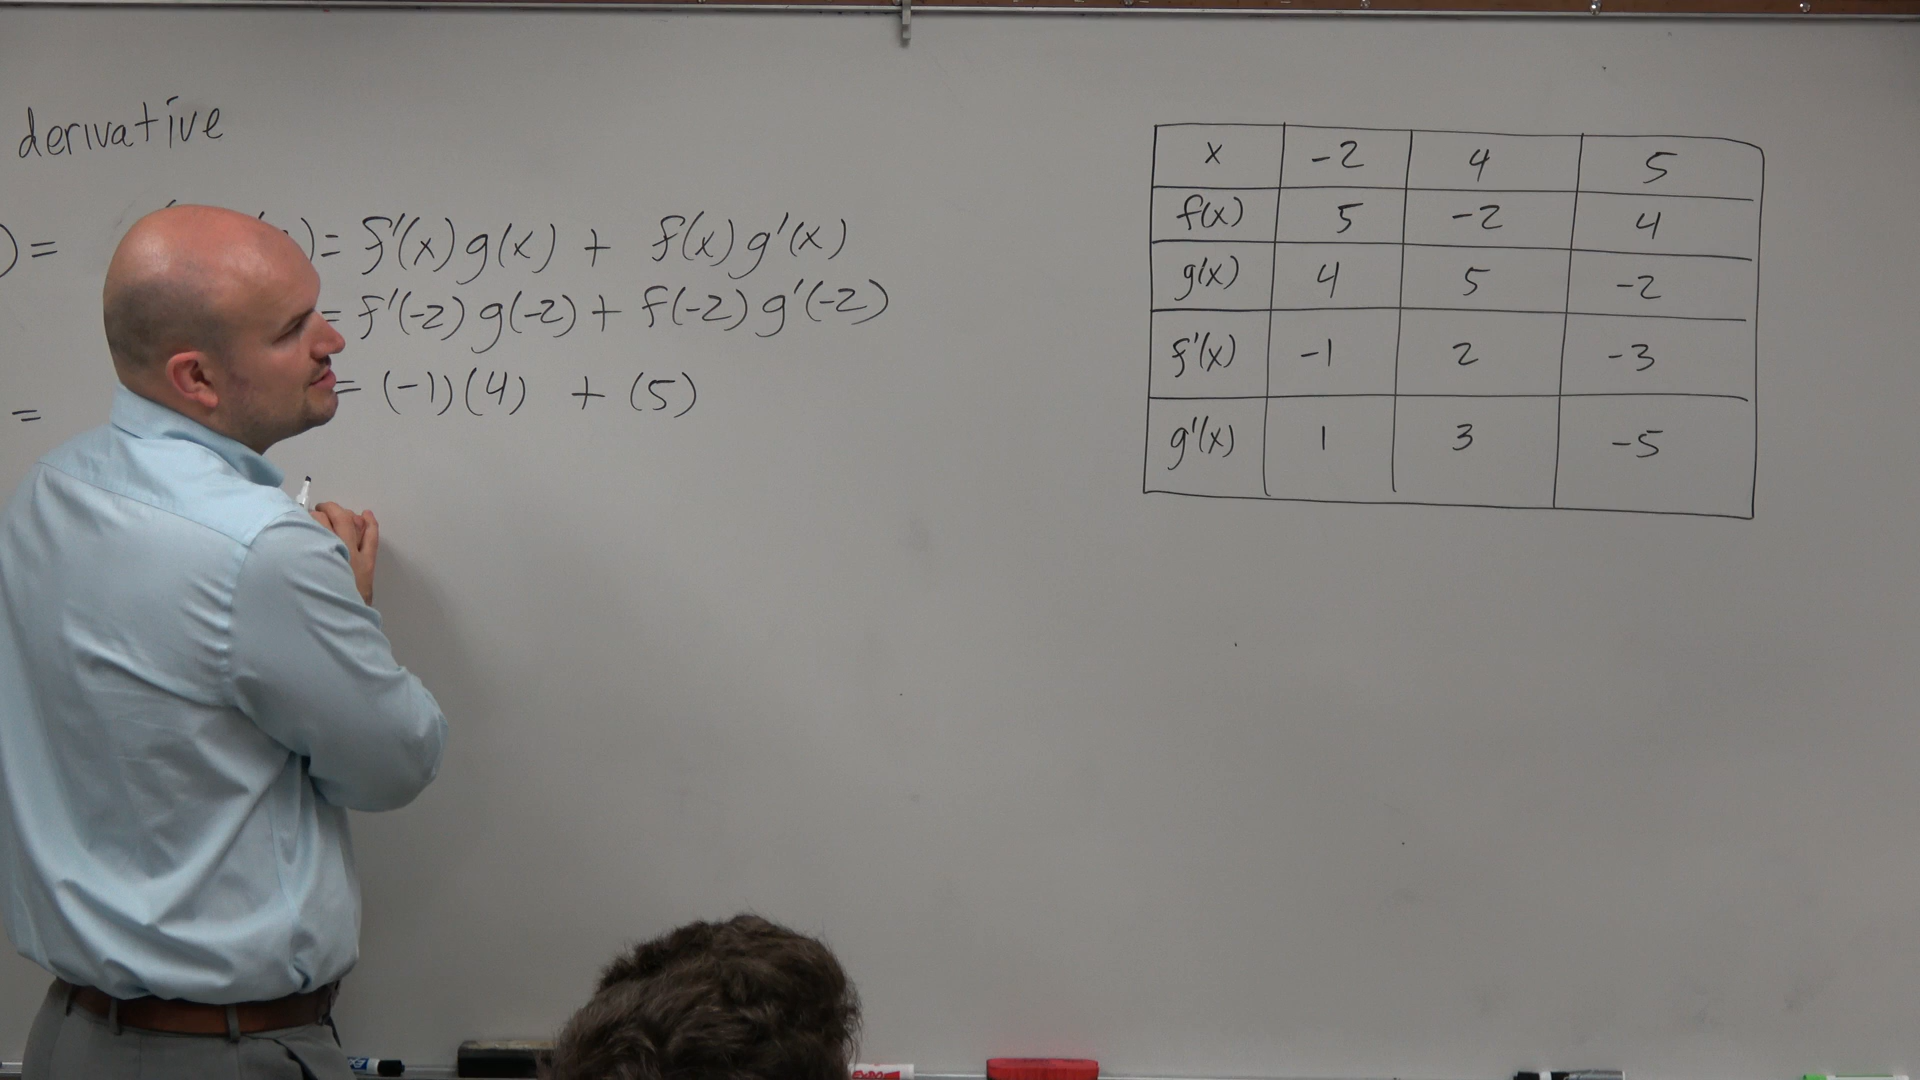 derivative
) = ) = f'(x) g(x) + f(x) g'(x)
= f'(-2) g(-2) + f(-2) g'(-2)
= = (-1)(4) + (5)
x -2 4 5
f(x) 5 -2 4
g(x) 4 5 -2
f'(x) -1 2 -3
g'(x) 1 3 -5
EXPO